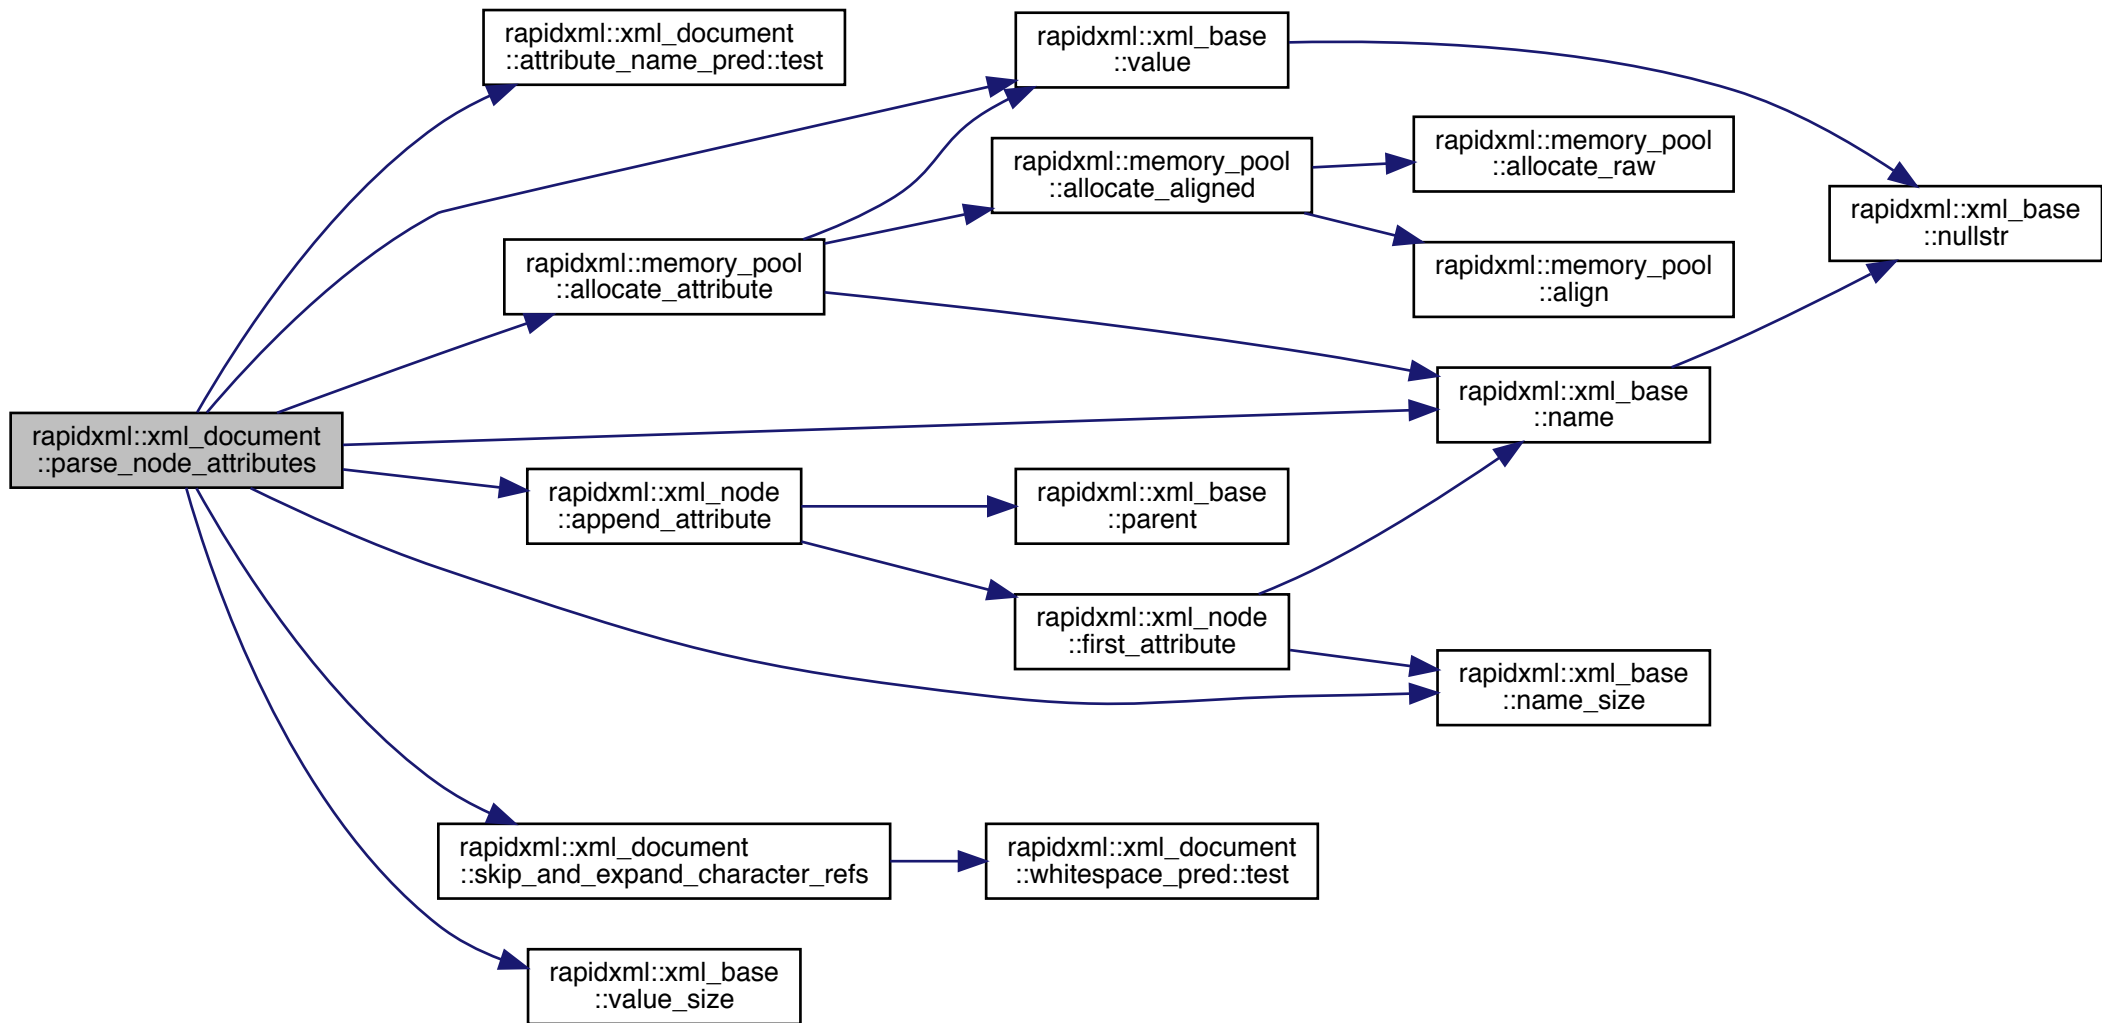 rapidxml::xml_document
::parse_node_attributes
rapidxml::xml_document
::attribute_name_pred::test
rapidxml::xml_base
::value
rapidxml::memory_pool
::allocate_attribute
rapidxml::memory_pool
::allocate_aligned
rapidxml::memory_pool
::allocate_raw
rapidxml::memory_pool
::align
rapidxml::xml_base
::nullstr
rapidxml::xml_base
::name
rapidxml::xml_node
::append_attribute
rapidxml::xml_base
::parent
rapidxml::xml_node
::first_attribute
rapidxml::xml_base
::name_size
rapidxml::xml_document
::skip_and_expand_character_refs
rapidxml::xml_document
::whitespace_pred::test
rapidxml::xml_base
::value_size